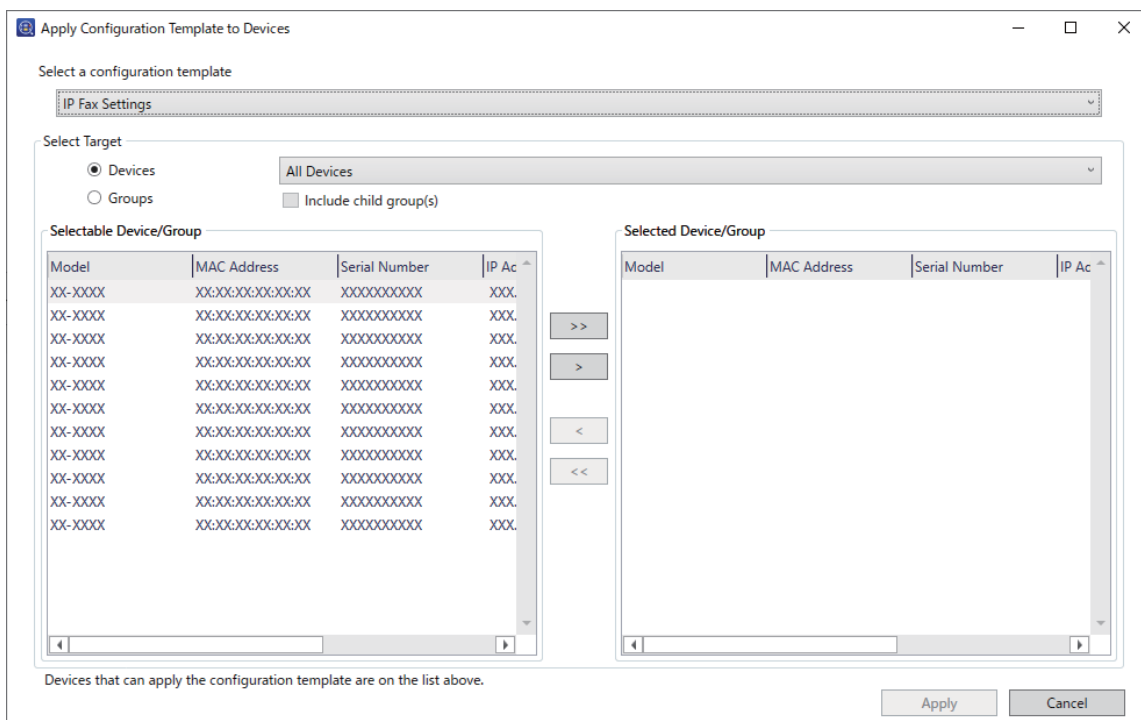 Apply Configuration Template to Devices
Select a configuration template
IP Fax Settings
Select Target
Devices
All Devices
Groups
Include child group(s)
Selectable Device/Group
Model MAC Address Serial Number IP Ac
XX-XXXX XX:XX:XX:XX:XX:XX XXXXXXXXXX XXX.
XX-XXXX XX:XX:XX:XX:XX:XX XXXXXXXXXX XXX.
XX-XXXX XX:XX:XX:XX:XX:XX XXXXXXXXXX XXX.
XX-XXXX XX:XX:XX:XX:XX:XX XXXXXXXXXX XXX.
XX-XXXX XX:XX:XX:XX:XX:XX XXXXXXXXXX XXX.
XX-XXXX XX:XX:XX:XX:XX:XX XXXXXXXXXX XXX.
XX-XXXX XX:XX:XX:XX:XX:XX XXXXXXXXXX XXX.
XX-XXXX XX:XX:XX:XX:XX:XX XXXXXXXXXX XXX.
XX-XXXX XX:XX:XX:XX:XX:XX XXXXXXXXXX XXX.
XX-XXXX XX:XX:XX:XX:XX:XX XXXXXXXXXX XXX.
XX-XXXX XX:XX:XX:XX:XX:XX XXXXXXXXXX XXX.
>>
>
<
<<
Selected Device/Group
Model MAC Address Serial Number IP Ac
Devices that can apply the configuration template are on the list above.
Apply Cancel